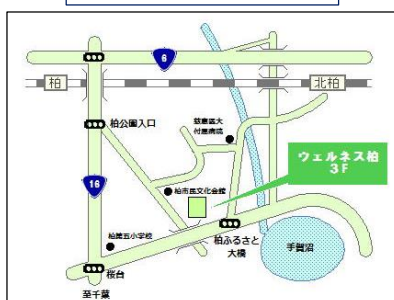 6
柏
北柏
柏公園入口
慈恵医大
付属病院
ウェルネス柏
3F
16
柏市民文化会館
柏第五小学校
柏ふるさと
大橋
手賀沼
桜台
至千葉